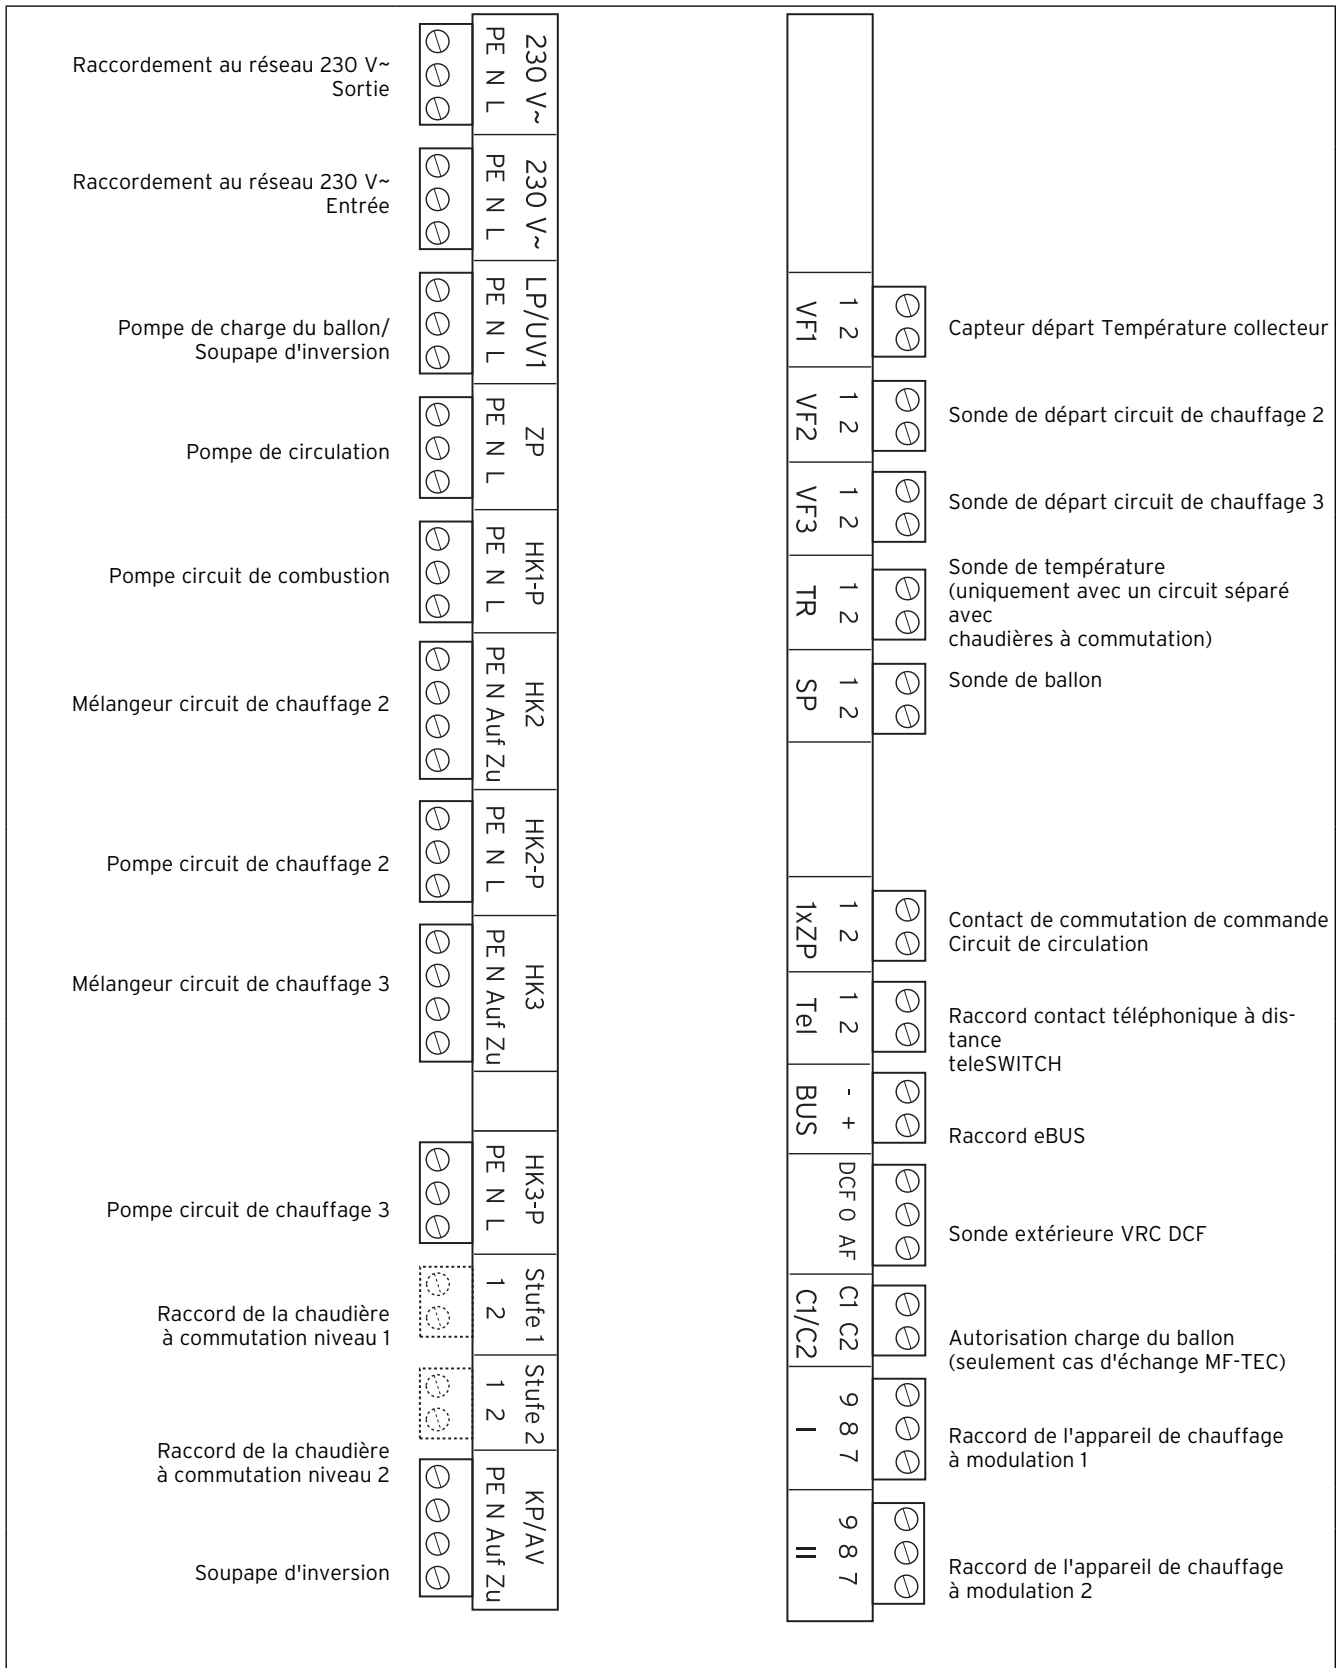 Raccordement au réseau 230 V~
Sortie
PE N L
230 V~
Raccordement au réseau 230 V~
Entrée
PE N L
230 V~
Pompe de charge du ballon/
Soupape d'inversion
PE N L
LP/UV1
Pompe de circulation
PE N L
ZP
Pompe circuit de combustion
PE N L
HK1-P
Mélangeur circuit de chauffage 2
PE N Auf Zu
HK2
Pompe circuit de chauffage 2
PE N L
HK2-P
Mélangeur circuit de chauffage 3
PE N Auf Zu
HK3
Pompe circuit de chauffage 3
PE N L
HK3-P
Raccord de la chaudière
à commutation niveau 1
1 2
Stufe 1
Raccord de la chaudière
à commutation niveau 2
1 2
Stufe 2
Soupape d'inversion
PE N Auf Zu
KP/AV
VF1
1 2
Capteur départ Température collecteur
VF2
1 2
Sonde de départ circuit de chauffage 2
VF3
1 2
Sonde de départ circuit de chauffage 3
TR
1 2
Sonde de température
(uniquement avec un circuit séparé
avec
chaudières à commutation)
SP
1 2
Sonde de ballon
1xZP
1 2
Contact de commutation de commande
Circuit de circulation
Tel
1 2
Raccord contact téléphonique à dis-
tance
teleSWITCH
BUS
- +
Raccord eBUS
DCF 0 AF
Sonde extérieure VRC DCF
C1/C2
C1 C2
Autorisation charge du ballon
(seulement cas d'échange MF-TEC)
I
9 8 7
Raccord de l'appareil de chauffage
à modulation 1
II
9 8 7
Raccord de l'appareil de chauffage
à modulation 2